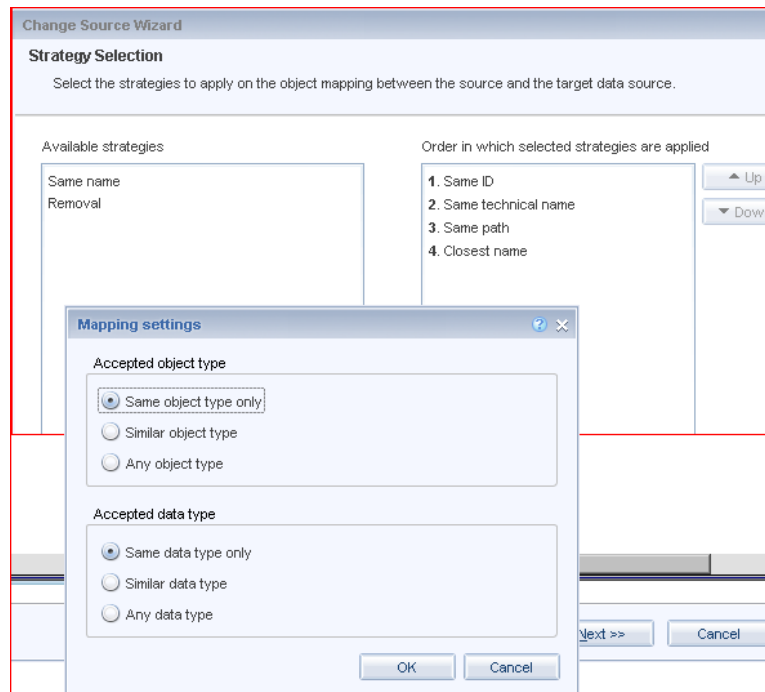 Change Source Wizard
Strategy Selection
Select the strategies to apply on the object mapping between the source and the target data source.
Available strategies
Same name
Removal
Order in which selected strategies are applied
1. Same ID
2. Same technical name
3. Same path
4. Closest name
Up
Dow
Mapping settings
Accepted object type
Same object type only
Similar object type
Any object type
Accepted data type
Same data type only
Similar data type
Any data type
OK Cancel
Next >> Cancel